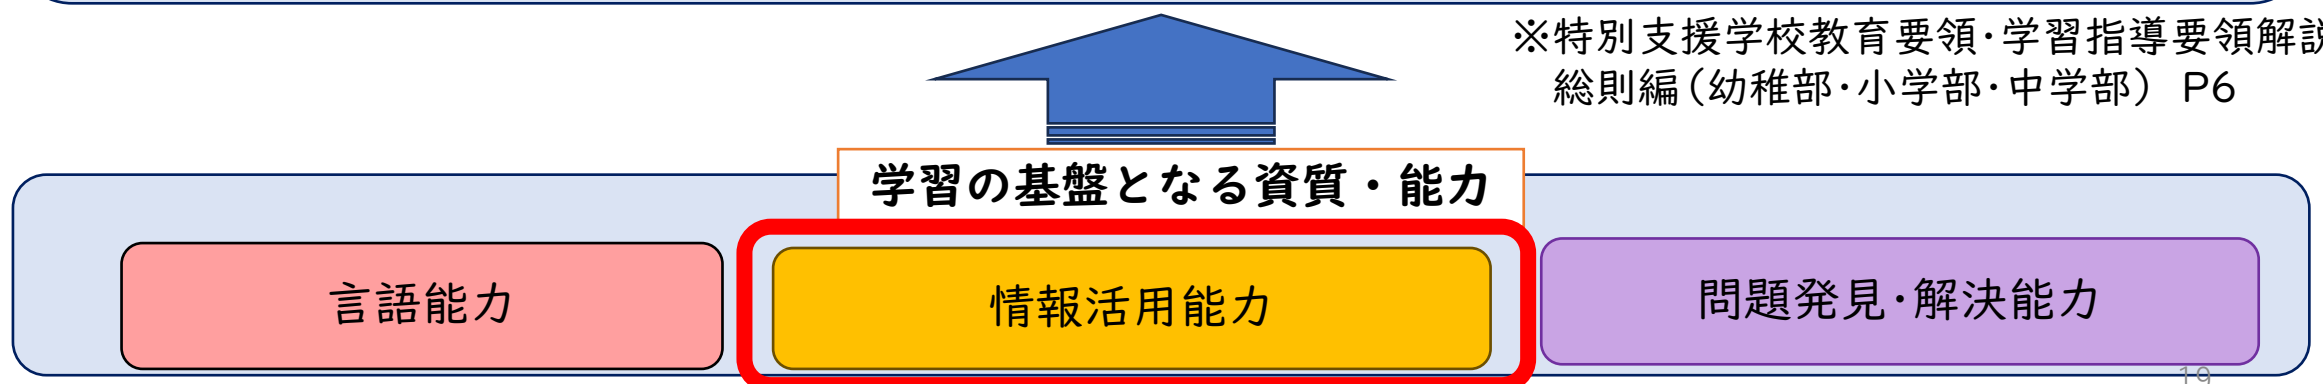 ※特別支援学校教育要領・学習指導要領解説
総則編(幼稚部・小学部・中学部) P6
学習の基盤となる資質・能力
言語能力
情報活用能力
問題発見・解決能力
19